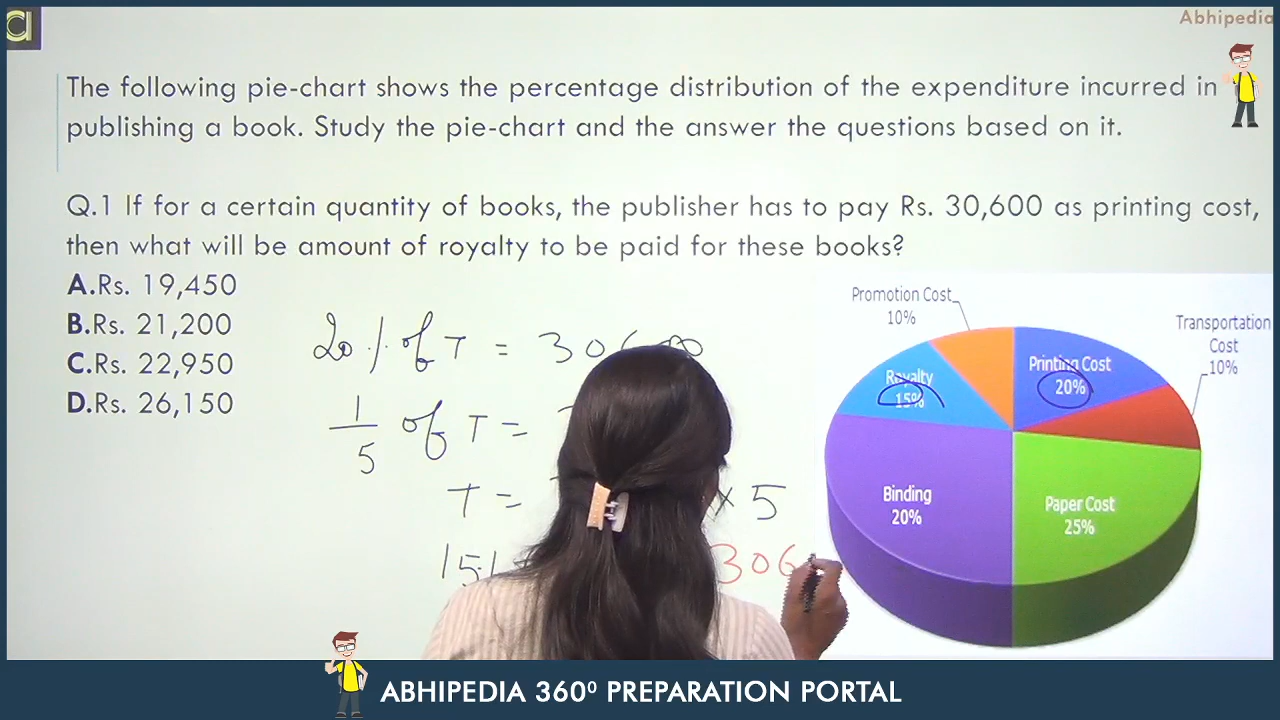 a
Abhipedia
The following pie-chart shows the percentage distribution of the expenditure incurred in
publishing a book. Study the pie-chart and the answer the questions based on it.
Q.1 If for a certain quantity of books, the publisher has to pay Rs. 30,600 as printing cost,
then what will be amount of royalty to be paid for these books?
A.Rs. 19,450
B.Rs. 21,200
C.Rs. 22,950
D.Rs. 26,150
20 % of T = 30600
1/5 of T =
T = × 5
15%
306
Promotion Cost
10%
Transportation
Cost
10%
Royalty
15%
Printing Cost
20%
Binding
20%
Paper Cost
25%
ABHIPEDIA 360⁰ PREPARATION PORTAL